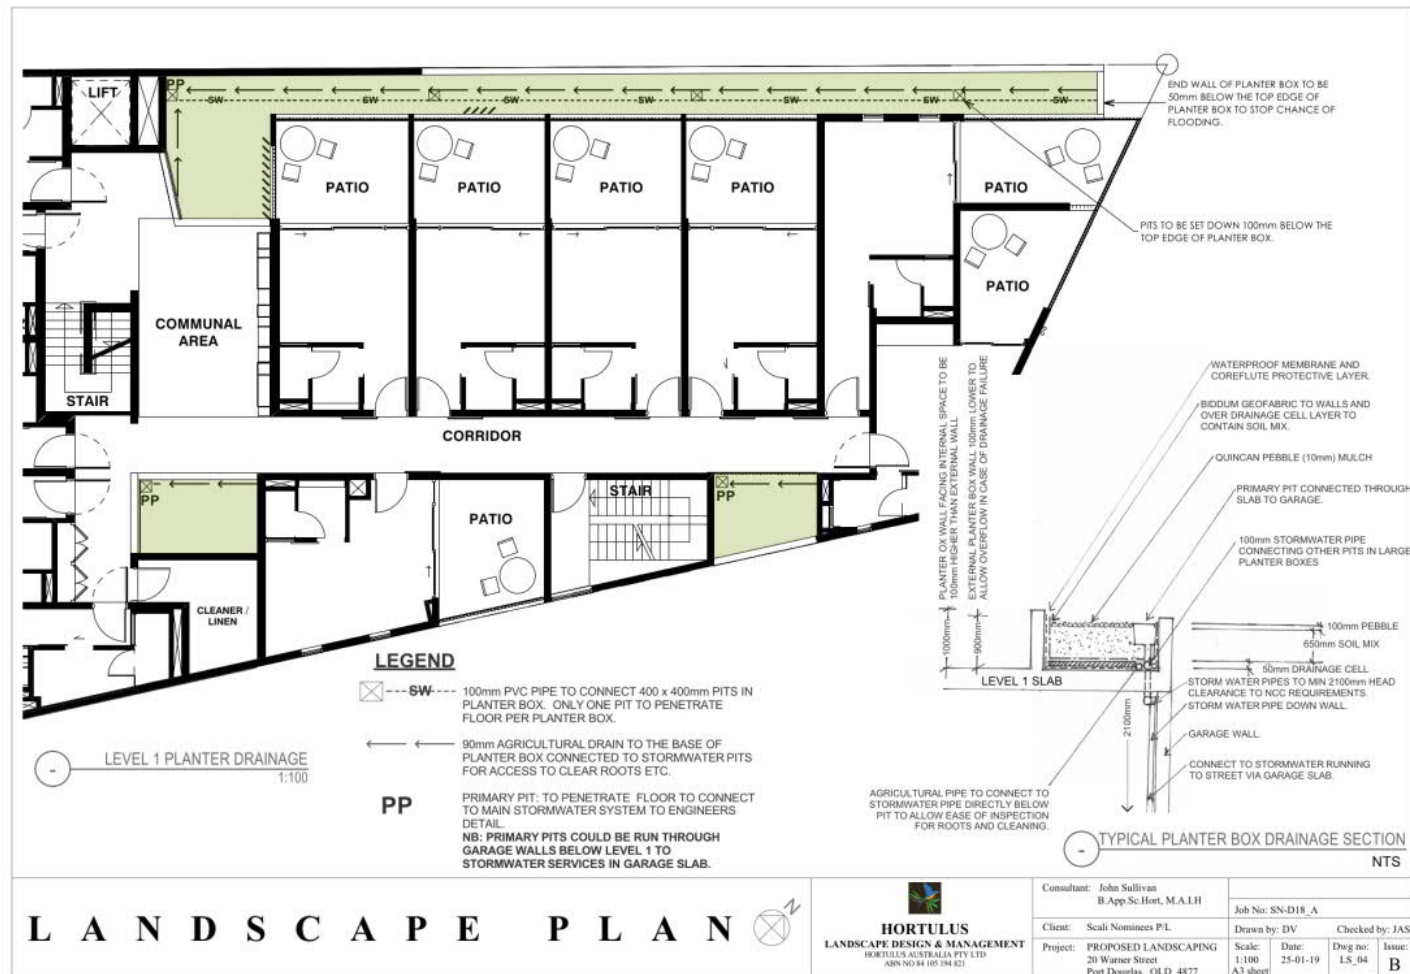 LIFT
PP
SW SW SW SW SW SW
END WALL OF PLANTER BOX TO BE
50mm BELOW THE TOP EDGE OF
PLANTER BOX TO STOP CHANCE OF
FLOODING.
PATIO
PATIO
PATIO
PATIO
PATIO
PITS TO BE SET DOWN 100mm BELOW THE
TOP EDGE OF PLANTER BOX.
PATIO
COMMUNAL
AREA
STAIR
CORRIDOR
PP
STAIR
PP
PATIO
CLEANER /
LINEN
PLANTER OX WALL FACING INTERNAL SPACE TO BE
100mm HIGHER THAN EXTERNAL WALL
EXTERNAL PLANTER BOX WALL 100mm LOWER TO
ALLOW OVERFLOW IN CASE OF DRAINAGE FAILURE
WATERPROOF MEMBRANE AND
COREFLUTE PROTECTIVE LAYER.
BIDDUM GEOFABRIC TO WALLS AND
OVER DRAINAGE CELL LAYER TO
CONTAIN SOIL MIX.
QUINCAN PEBBLE (10mm) MULCH
PRIMARY PIT CONNECTED THROUGH
SLAB TO GARAGE.
100mm STORMWATER PIPE
CONNECTING OTHER PITS IN LARGE
PLANTER BOXES
1000mm
900mm
100mm PEBBLE
650mm SOIL MIX
50mm DRAINAGE CELL
LEVEL 1 SLAB
STORM WATER PIPES TO MIN 2100mm HEAD
CLEARANCE TO NCC REQUIREMENTS.
STORM WATER PIPE DOWN WALL.
2100mm
GARAGE WALL.
CONNECT TO STORMWATER RUNNING
TO STREET VIA GARAGE SLAB.
AGRICULTURAL PIPE TO CONNECT TO
STORMWATER PIPE DIRECTLY BELOW
PIT TO ALLOW EASE OF INSPECTION
FOR ROOTS AND CLEANING.
- TYPICAL PLANTER BOX DRAINAGE SECTION
NTS
LEGEND
SW 100mm PVC PIPE TO CONNECT 400 x 400mm PITS IN
PLANTER BOX. ONLY ONE PIT TO PENETRATE
FLOOR PER PLANTER BOX.
90mm AGRICULTURAL DRAIN TO THE BASE OF
PLANTER BOX CONNECTED TO STORMWATER PITS
FOR ACCESS TO CLEAR ROOTS ETC.
PP PRIMARY PIT: TO PENETRATE FLOOR TO CONNECT
TO MAIN STORMWATER SYSTEM TO ENGINEERS
DETAIL.
NB: PRIMARY PITS COULD BE RUN THROUGH
GARAGE WALLS BELOW LEVEL 1 TO
STORMWATER SERVICES IN GARAGE SLAB.
- LEVEL 1 PLANTER DRAINAGE
1:100
LANDSCAPE PLAN
N
HORTULUS
LANDSCAPE DESIGN & MANAGEMENT
HORTULUS AUSTRALIA PTY LTD
ABN NO 84 105 194 821
Consultant: John Sullivan
B.App.Sc.Hort, M.A.I.H
Client: Scali Nominees P/L
Project: PROPOSED LANDSCAPING
20 Warner Street
Port Douglas, QLD 4877
Job No: SN-D18_A
Drawn by: DV Checked by: JAS
Scale: Date: Dwg no: Issue:
1:100 25-01-19 LS_04 B
A3 sheet